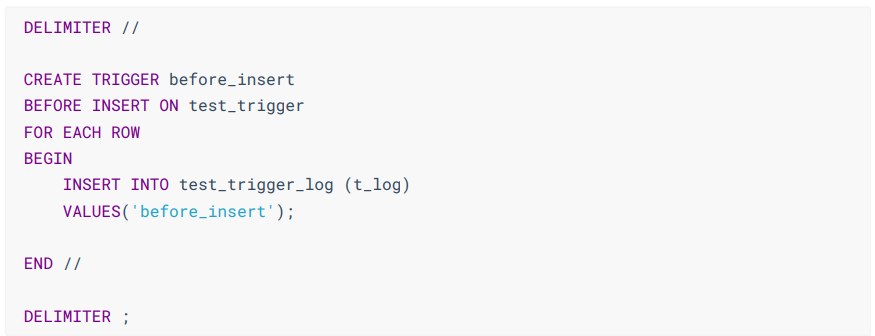 DELIMITER //
CREATE TRIGGER before_insert
BEFORE INSERT ON test_trigger
FOR EACH ROW
BEGIN
INSERT INTO test_trigger_log (t_log)
VALUES('before_insert');
END //
DELIMITER ;